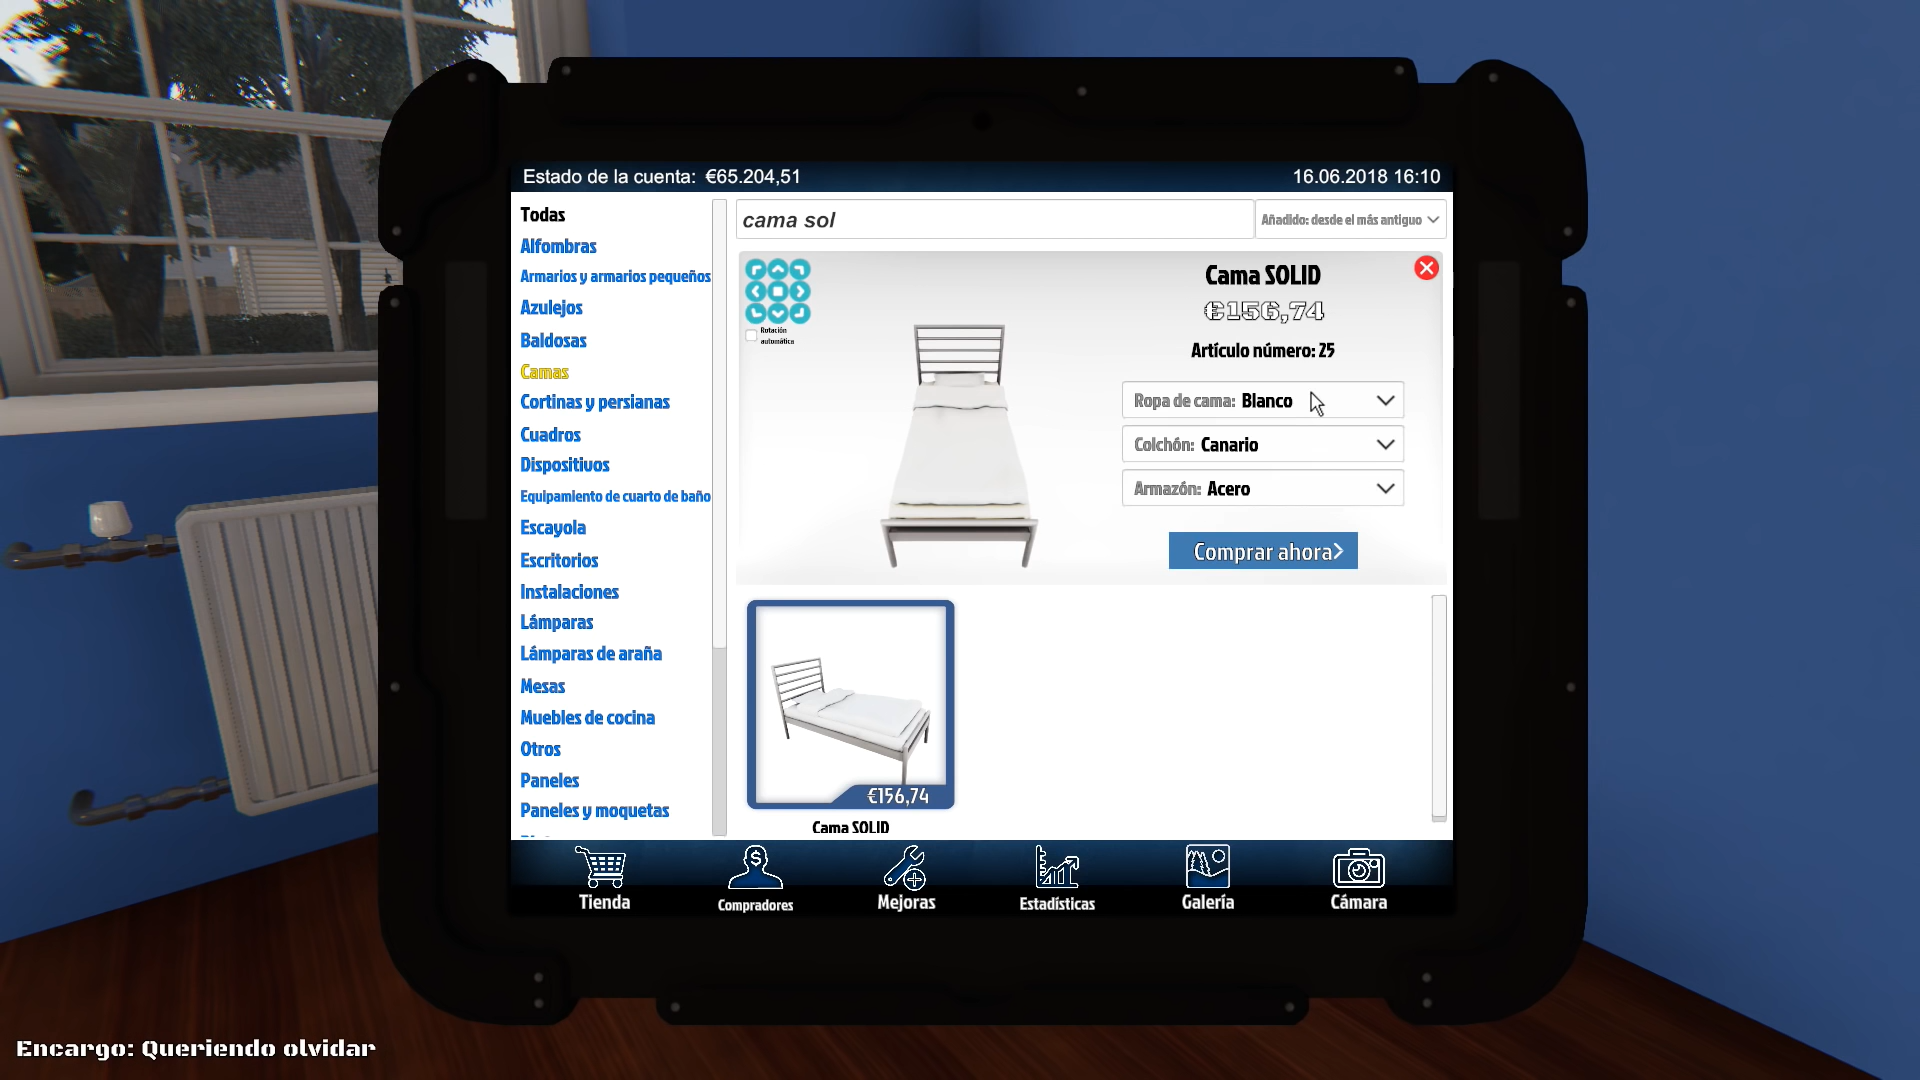 Estado de la cuenta: €65.204,51
16.06.2018 16:10
Todas
Alfombras
Armarios y armarios pequeños
Azulejos
Baldosas
Camas
Cortinas y persianas
Cuadros
Dispositivos
Equipamiento de cuarto de baño
Escayola
Escritorios
Instalaciones
Lámparas
Lámparas de araña
Mesas
Muebles de cocina
Otros
Paneles
Paneles y moquetas
cama sol
Añadido: desde el más antiguo
Rotación
automática
Cama SOLID
€156,74
Artículo número: 25
Ropa de cama: Blanco
Colchón: Canario
Armazón: Acero
Comprar ahora
€156,74
Cama SOLID
Tienda
Compradores
Mejoras
Estadísticas
Galería
Cámara
Encargo: Queriendo olvidar